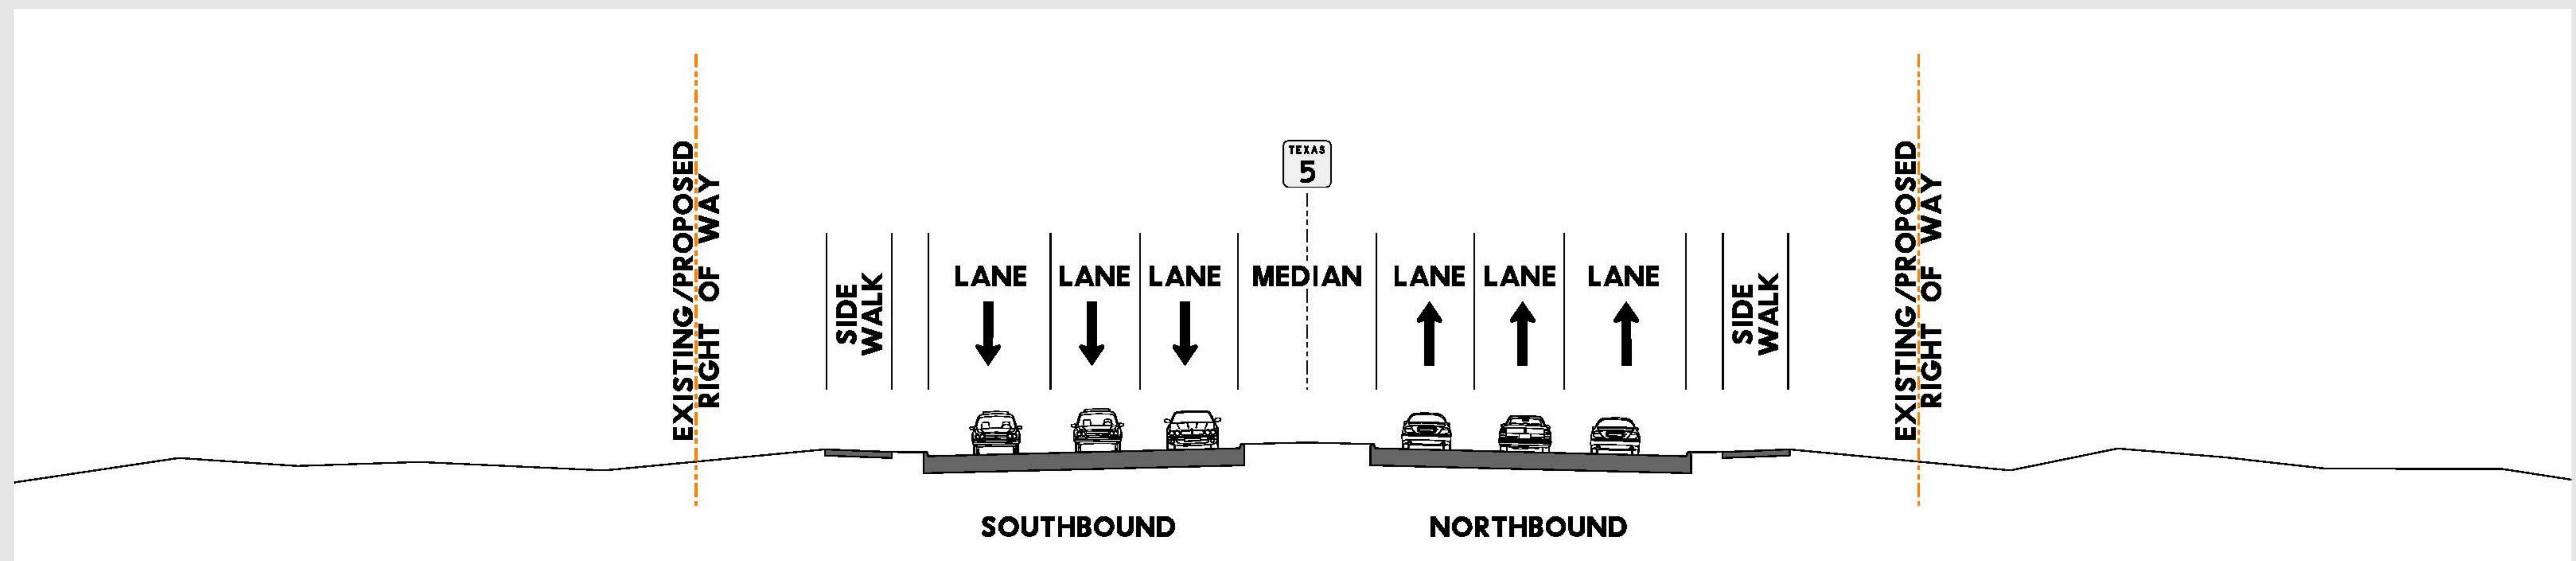 TEXAS
5
EXISTING/PROPOSED
RIGHT OF WAY
SIDE
WALK
LANE
LANE
LANE
MEDIAN
LANE
LANE
LANE
SIDE
WALK
EXISTING/PROPOSED
RIGHT OF WAY
SOUTHBOUND
NORTHBOUND